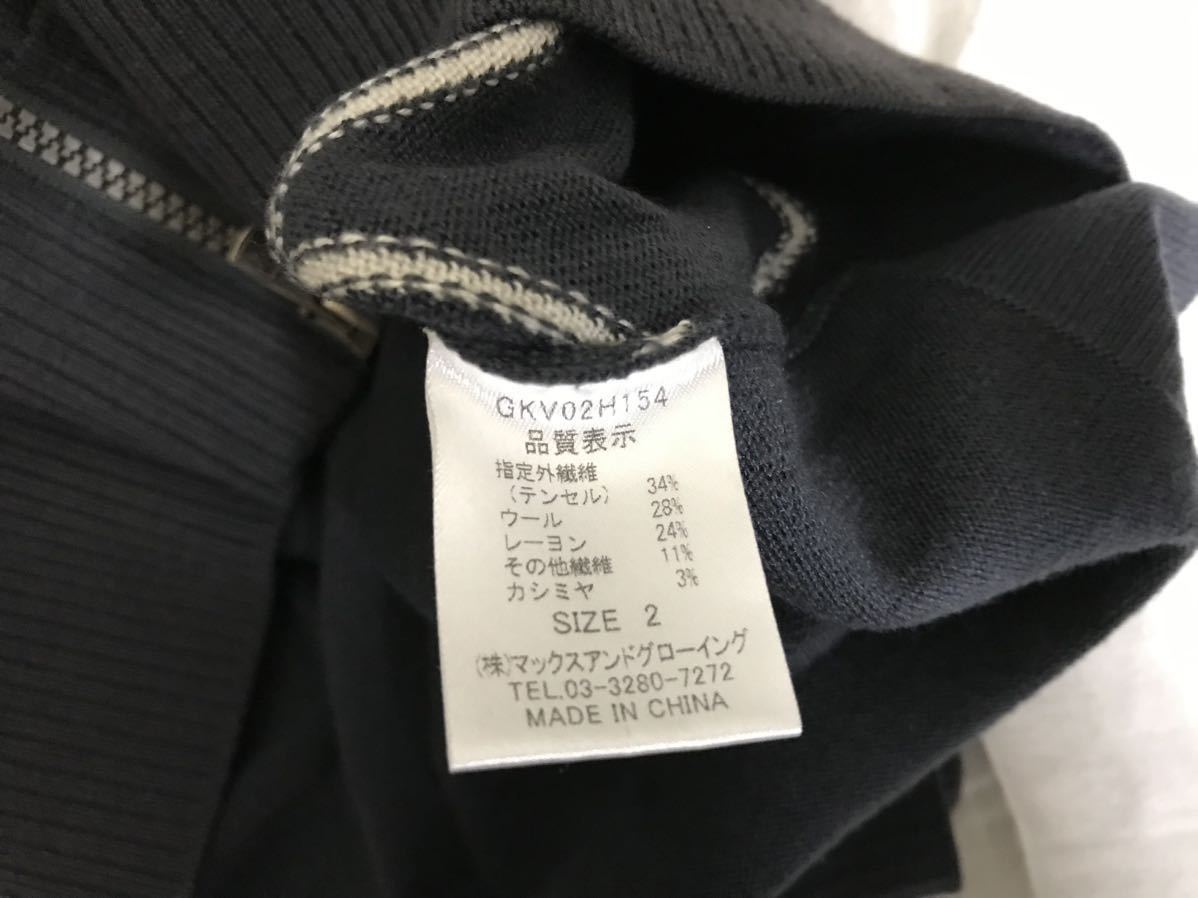 GKV02H154
品質表示
指定外繊維
(テンセル) 34%
ウール 28%
レーヨン 24%
その他繊維 11%
カシミヤ 3%
SIZE 2
(株)マックスアンドグローイング
TEL.03-3280-7272
MADE IN CHINA